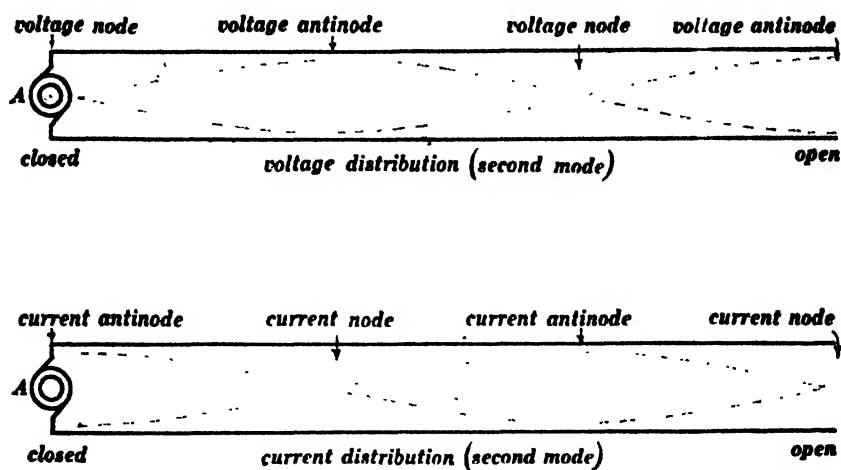 voltage node voltage antinode voltage node voltage antinode
A
closed voltage distribution (second mode) open
current antinode current node current antinode current node
A
closed current distribution (second mode) open